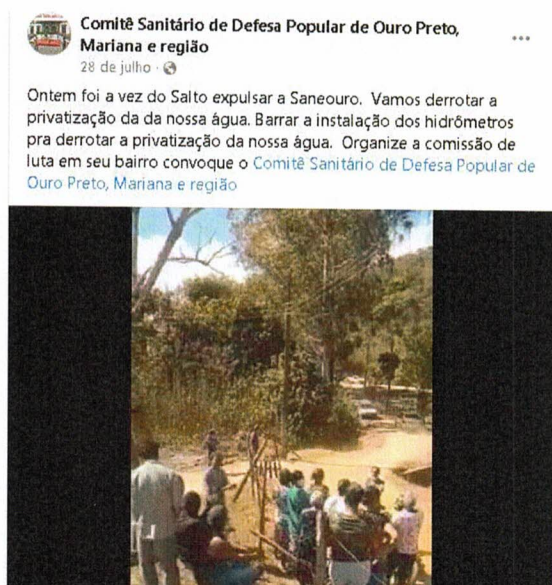 Comitê Sanitário de Defesa Popular de Ouro Preto,
Mariana e região
28 de julho ·
Ontem foi a vez do Salto expulsar a Saneouro. Vamos derrotar a
privatização da da nossa água. Barrar a instalação dos hidrômetros
pra derrotar a privatização da nossa água. Organize a comissão de
luta em seu bairro convoque o Comitê Sanitário de Defesa Popular de
Ouro Preto, Mariana e região